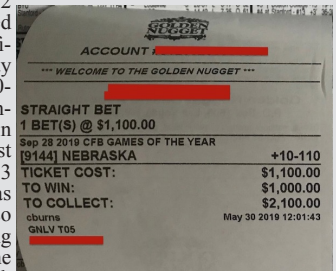 GOLDEN
NUGGET
ACCOUNT
*** WELCOME TO THE GOLDEN NUGGET ***
STRAIGHT BET
1 BET(S) @ $1,100.00
Sep 28 2019 CFB GAMES OF THE YEAR
[9144] NEBRASKA +10-110
TICKET COST: $1,100.00
TO WIN: $1,000.00
TO COLLECT: $2,100.00
cburns May 30 2019 12:01:43
GNLV T05